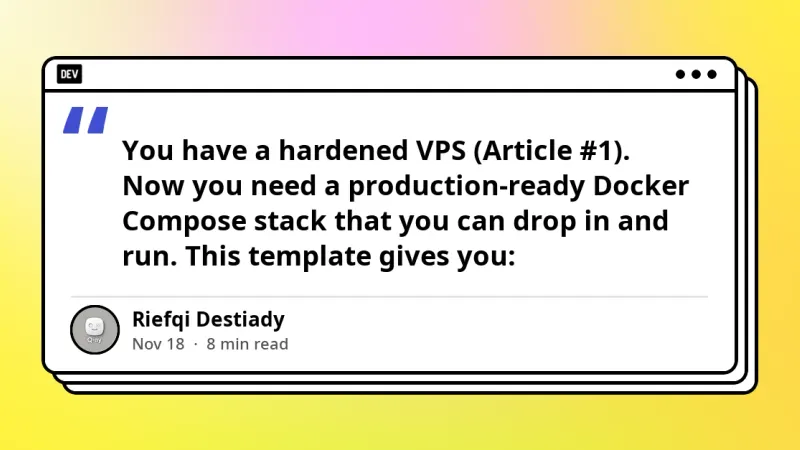 DEV
You have a hardened VPS (Article #1).
Now you need a production-ready Docker
Compose stack that you can drop in and
run. This template gives you:
Riefqi Destiady
Nov 18 · 8 min read